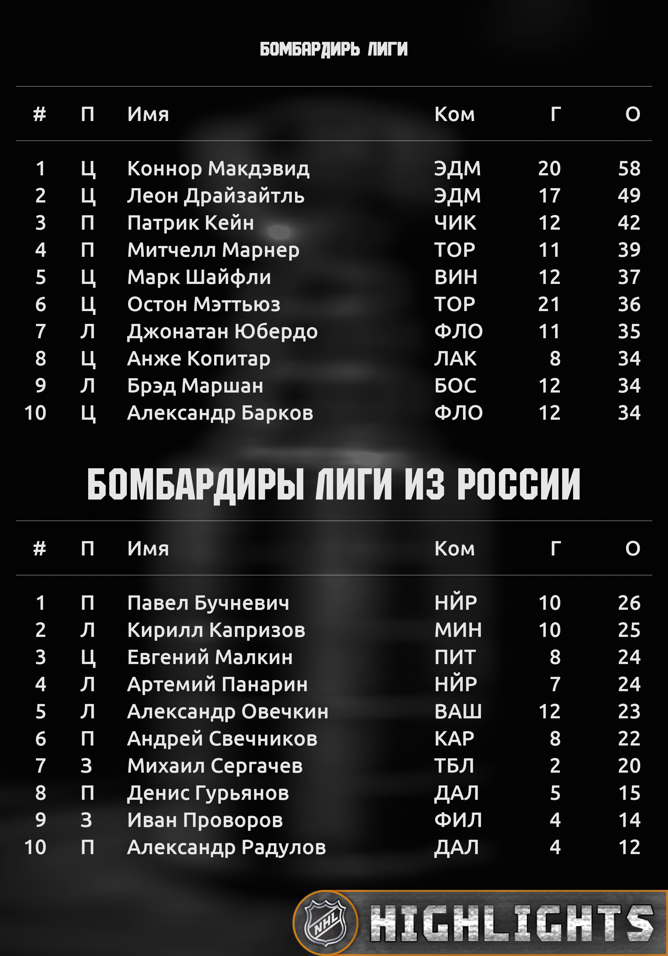 БОМБАРДИРЬ ЛИГИ
# П Имя Ком Г О
1 Ц Коннор Макдэвид ЭДМ 20 58
2 Ц Леон Драйзайтль ЭДМ 17 49
3 П Патрик Кейн ЧИК 12 42
4 П Митчелл Марнер ТОР 11 39
5 Ц Марк Шайфли ВИН 12 37
6 Ц Остон Мэттьюз ТОР 21 36
7 Л Джонатан Юбердо ФЛО 11 35
8 Ц Анже Копитар ЛАК 8 34
9 Л Брэд Маршан БОС 12 34
10 Ц Александр Барков ФЛО 12 34
БОМБАРДИРЫ ЛИГИ ИЗ РОССИИ
# П Имя Ком Г О
1 П Павел Бучневич НЙР 10 26
2 Л Кирилл Капризов МИН 10 25
3 Ц Евгений Малкин ПИТ 8 24
4 Л Артемий Панарин НЙР 7 24
5 Л Александр Овечкин ВАШ 12 23
6 П Андрей Свечников КАР 8 22
7 З Михаил Сергачев ТБЛ 2 20
8 П Денис Гурьянов ДАЛ 5 15
9 З Иван Проворов ФИЛ 4 14
10 П Александр Радулов ДАЛ 4 12
NHL HIGHLIGHTS